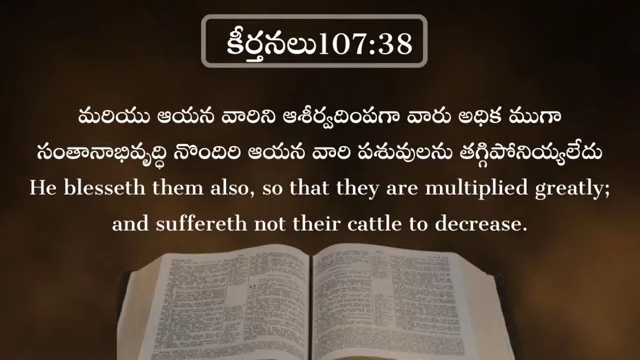 కీర్తనలు107:38
మరియు ఆయన వారిని ఆశీర్వదింపగా వారు అధిక ముగా
సంతానాభివృద్ధి నొందిరి ఆయన వారి పశువులను తగ్గిపోనియ్యలేదు
He blesseth them also, so that they are multiplied greatly;
and suffereth not their cattle to decrease.